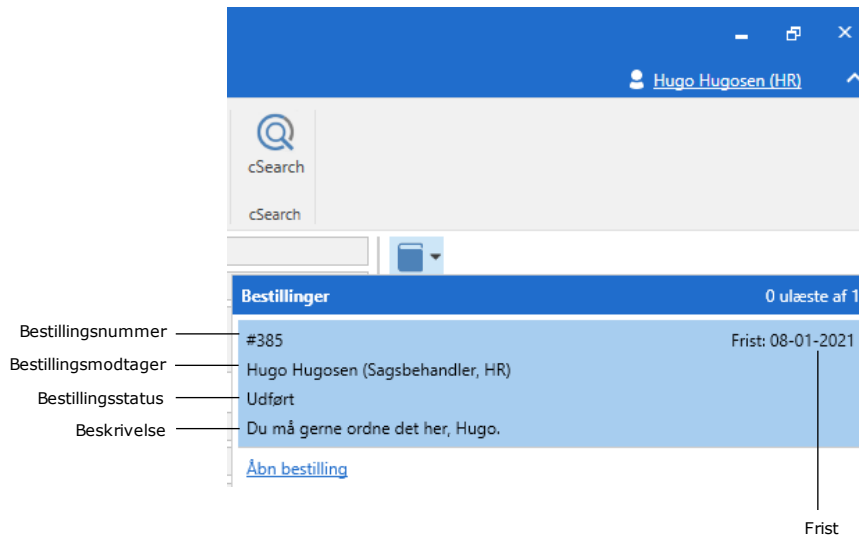 Hugo Hugosen (HR)
cSearch
cSearch
Bestillinger 0 ulæste af 1
Bestillingsnummer #385 Frist: 08-01-2021
Bestillingsmodtager Hugo Hugosen (Sagsbehandler, HR)
Bestillingsstatus Udført
Beskrivelse Du må gerne ordne det her, Hugo.
Åbn bestilling
Frist